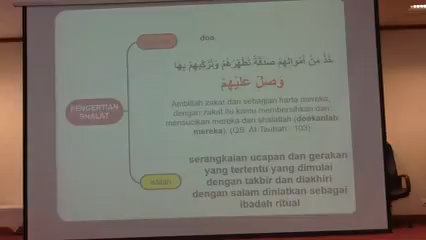 doa
خُذْ مِنْ أَمْوَالِهِمْ صَدَقَةً تُطَهِّرُهُمْ وَتُزَكِّيهِمْ بِهَا
وَصَلِّ عَلَيْهِمْ
PENGERTIAN
SHALAT
Ambillah zakat dari sebagian harta mereka,
dengan zakat itu kamu membersihkan dan
mensucikan mereka dan shalatlah (doakanlah
mereka). (QS. At-Taubah : 103)
serangkaian ucapan dan gerakan
yang tertentu yang dimulai
dengan takbir dan diakhiri
dengan salam diniatkan sebagai
ibadah ritual